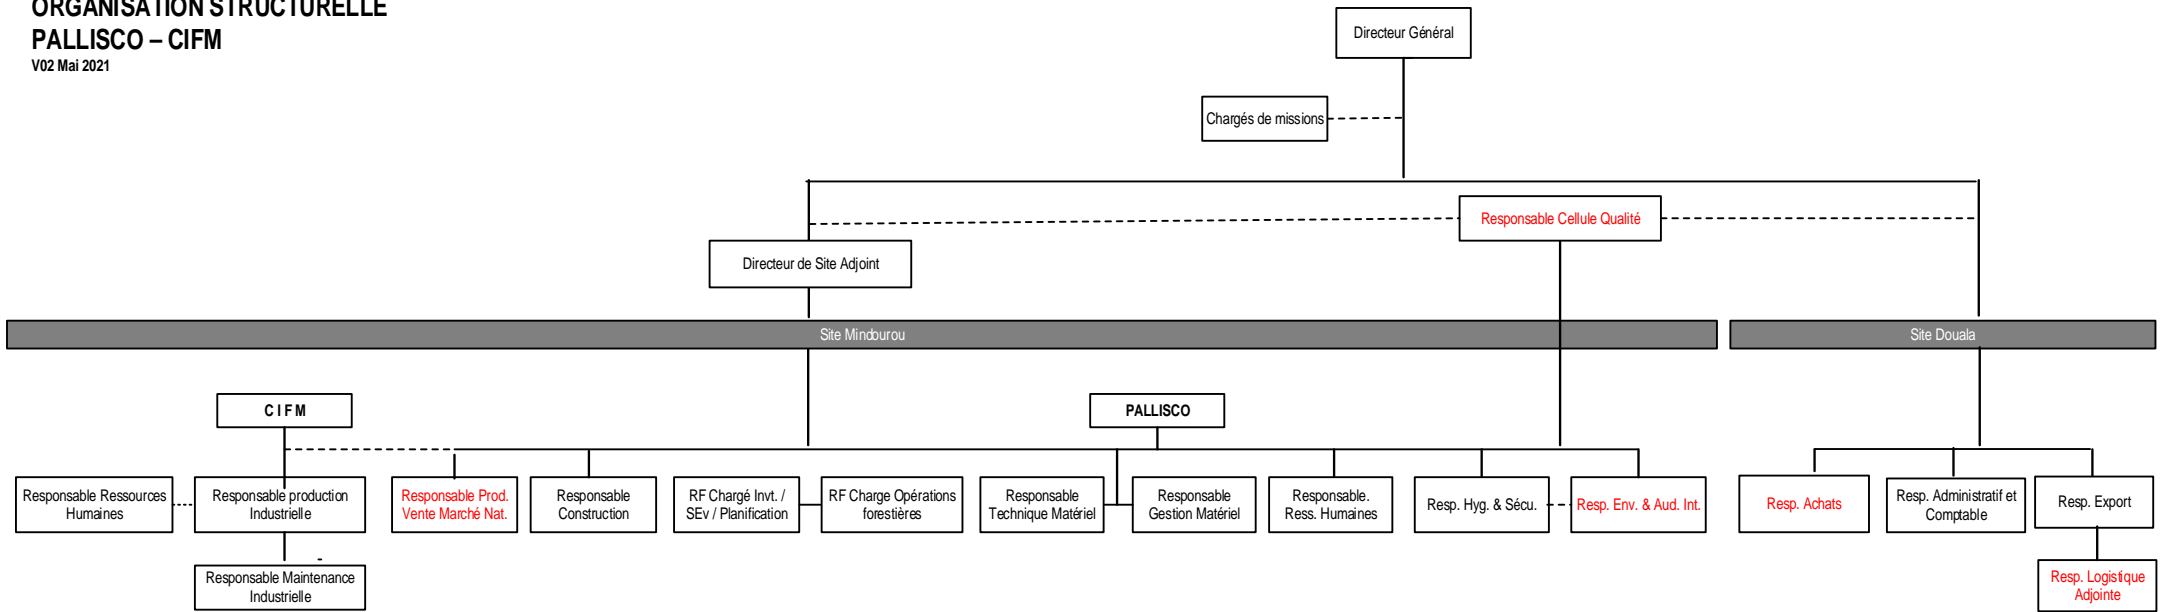 ORGANISATION STRUCTURELLE
PALLISCO – CIFM
V02 Mai 2021
Directeur Général
Chargés de missions
Responsable Cellule Qualité
Directeur de Site Adjoint
Site Mindourou
Site Douala
C I F M
PALLISCO
Responsable Ressources
Humaines
Responsable production
Industrielle
Responsable Prod.
Vente Marché Nat.
Responsable
Construction
RF Chargé Invt. /
SEv / Planification
RF Charge Opérations
forestières
Responsable
Technique Matériel
Responsable
Gestion Matériel
Responsable.
Ress. Humaines
Resp. Hyg. & Sécu.
Resp. Env. & Aud. Int.
Resp. Achats
Resp. Administratif et
Comptable
Resp. Export
Responsable Maintenance
Industrielle
Resp. Logistique
Adjointe